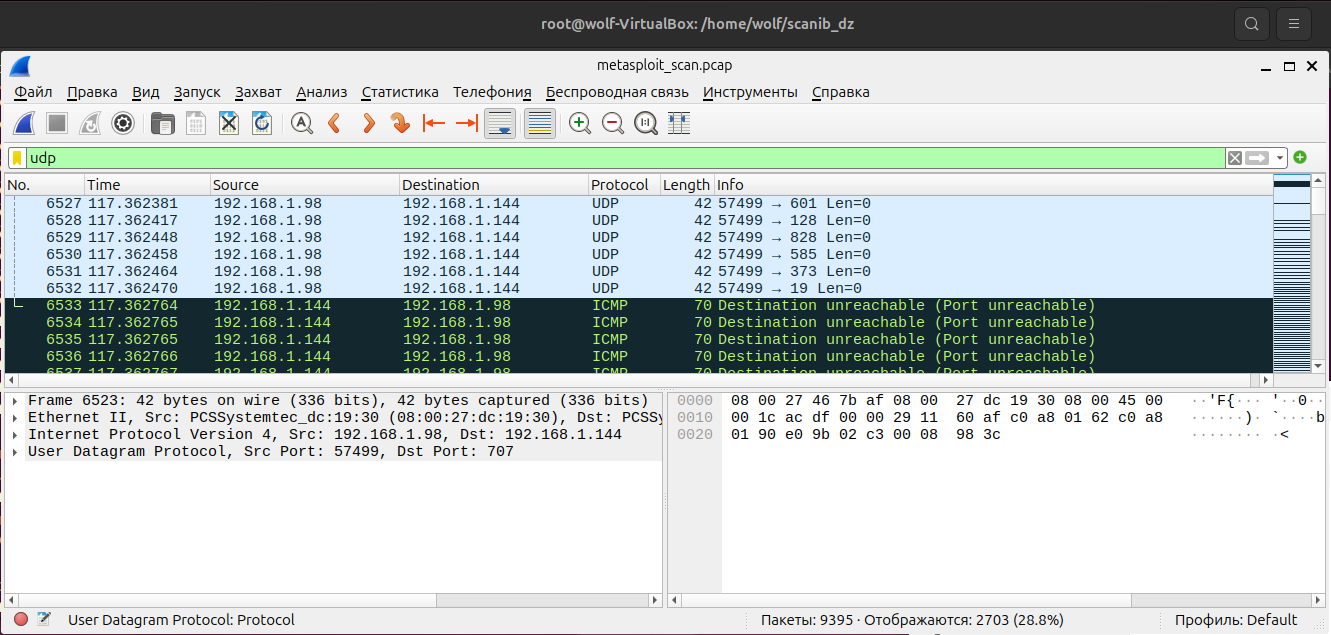 root@wolf-VirtualBox: /home/wolf/scanib_dz
metasploit_scan.pcap
Файл Правка Вид Запуск Захват Анализ Статистика Телефония Беспроводная связь Инструменты Справка
udp
No. Time Source Destination Protocol Length Info
6527 117.362381 192.168.1.98 192.168.1.144 UDP 42 57499 → 601 Len=0
6528 117.362417 192.168.1.98 192.168.1.144 UDP 42 57499 → 128 Len=0
6529 117.362448 192.168.1.98 192.168.1.144 UDP 42 57499 → 828 Len=0
6530 117.362458 192.168.1.98 192.168.1.144 UDP 42 57499 → 585 Len=0
6531 117.362464 192.168.1.98 192.168.1.144 UDP 42 57499 → 373 Len=0
6532 117.362470 192.168.1.98 192.168.1.144 UDP 42 57499 → 19 Len=0
6533 117.362764 192.168.1.144 192.168.1.98 ICMP 70 Destination unreachable (Port unreachable)
6534 117.362765 192.168.1.144 192.168.1.98 ICMP 70 Destination unreachable (Port unreachable)
6535 117.362765 192.168.1.144 192.168.1.98 ICMP 70 Destination unreachable (Port unreachable)
6536 117.362766 192.168.1.144 192.168.1.98 ICMP 70 Destination unreachable (Port unreachable)
6537 117.362767 192.168.1.144 192.168.1.98 ICMP 70 Destination unreachable (Port unreachable)
Frame 6523: 42 bytes on wire (336 bits), 42 bytes captured (336 bits)
Ethernet II, Src: PCSSystemtec_dc:19:30 (08:00:27:dc:19:30), Dst: PCSSy
Internet Protocol Version 4, Src: 192.168.1.98, Dst: 192.168.1.144
User Datagram Protocol, Src Port: 57499, Dst Port: 707
0000 08 00 27 46 7b af 08 00 27 dc 19 30 08 00 45 00 ··'F{··· '··0··
0010 00 1c ac df 00 00 29 11 60 af c0 a8 01 62 c0 a8 ······)· `····b
0020 01 90 e0 9b 02 c3 00 08 98 3c ········ ·<
User Datagram Protocol: Protocol
Пакеты: 9395 · Отображаются: 2703 (28.8%)
Профиль: Default